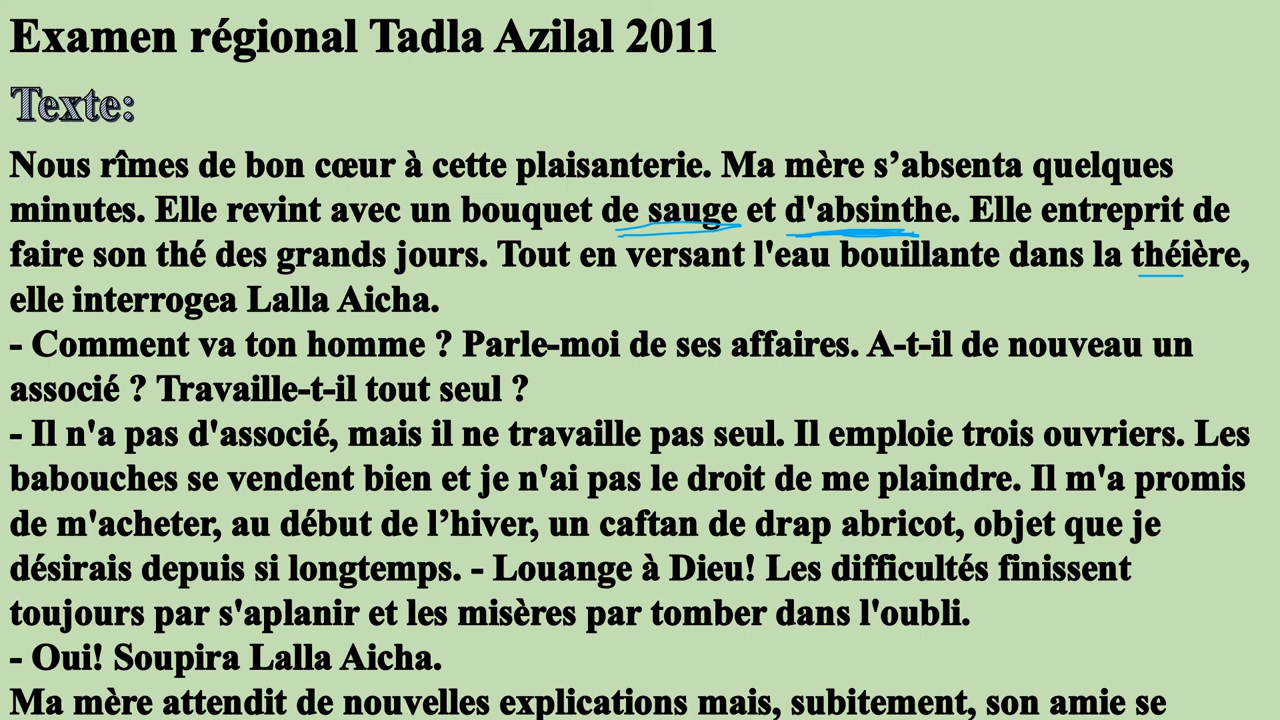 Examen régional Tadla Azilal 2011
Texte:
Nous rîmes de bon cœur à cette plaisanterie. Ma mère s’absenta quelques
minutes. Elle revint avec un bouquet de sauge et d'absinthe. Elle entreprit de
faire son thé des grands jours. Tout en versant l'eau bouillante dans la théière,
elle interrogea Lalla Aicha.
- Comment va ton homme ? Parle-moi de ses affaires. A-t-il de nouveau un
associé ? Travaille-t-il tout seul ?
- Il n'a pas d'associé, mais il ne travaille pas seul. Il emploie trois ouvriers. Les
babouches se vendent bien et je n'ai pas le droit de me plaindre. Il m'a promis
de m'acheter, au début de l’hiver, un caftan de drap abricot, objet que je
désirais depuis si longtemps. - Louange à Dieu! Les difficultés finissent
toujours par s'aplanir et les misères par tomber dans l'oubli.
- Oui! Soupira Lalla Aicha.
Ma mère attendit de nouvelles explications mais, subitement, son amie se